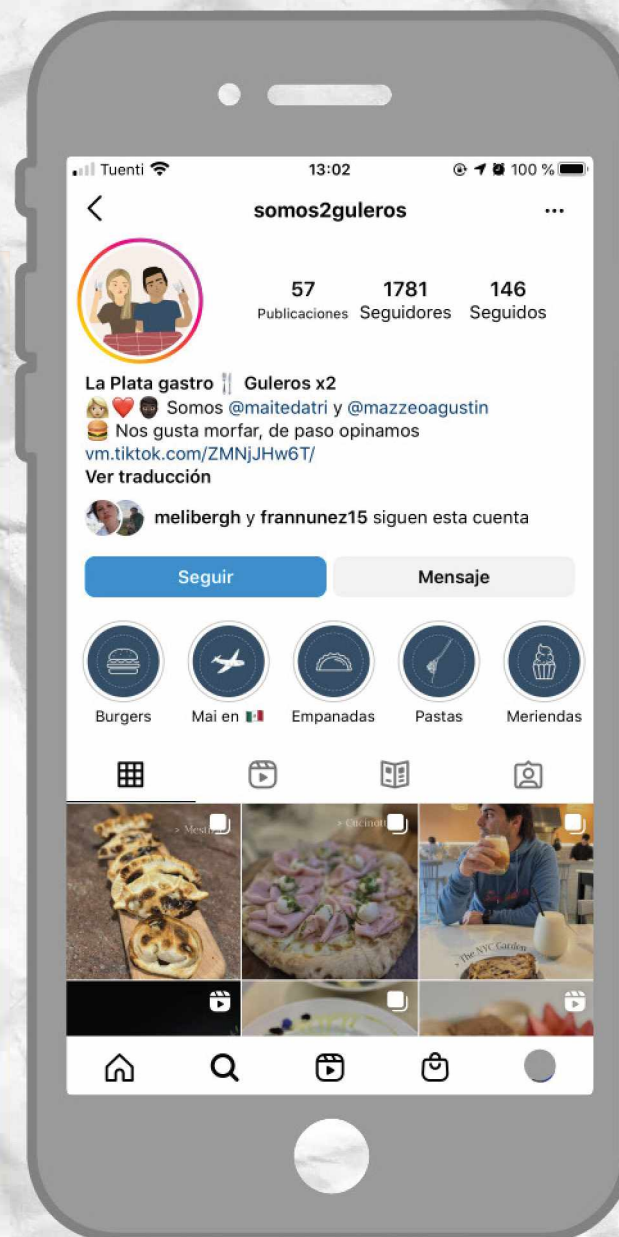 Tuenti 13:02 100 %
somos2guleros
57 1781 146
Publicaciones Seguidores Seguidos
La Plata gastro 🍴 Guleros x2
👩🏼❤️👨🏿 Somos @maitedatri y @mazzeoagustin
🍔 Nos gusta morfar, de paso opinamos
vm.tiktok.com/ZMNjJHw6T/
Ver traducción
melibergh y frannunez15 siguen esta cuenta
Seguir Mensaje
Burgers Mai en 🇲🇽 Empanadas Pastas Meriendas
> The NYC Garden